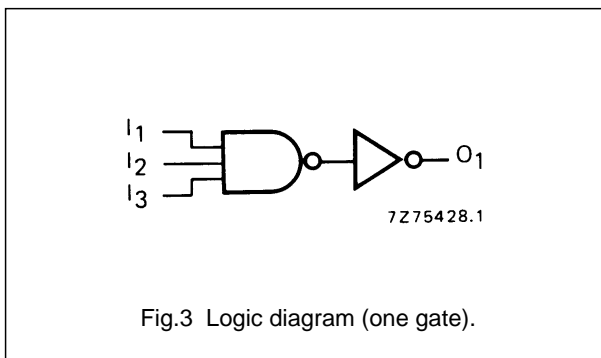 I1
I2
I3
O1
7Z75428.1
Fig.3 Logic diagram (one gate).